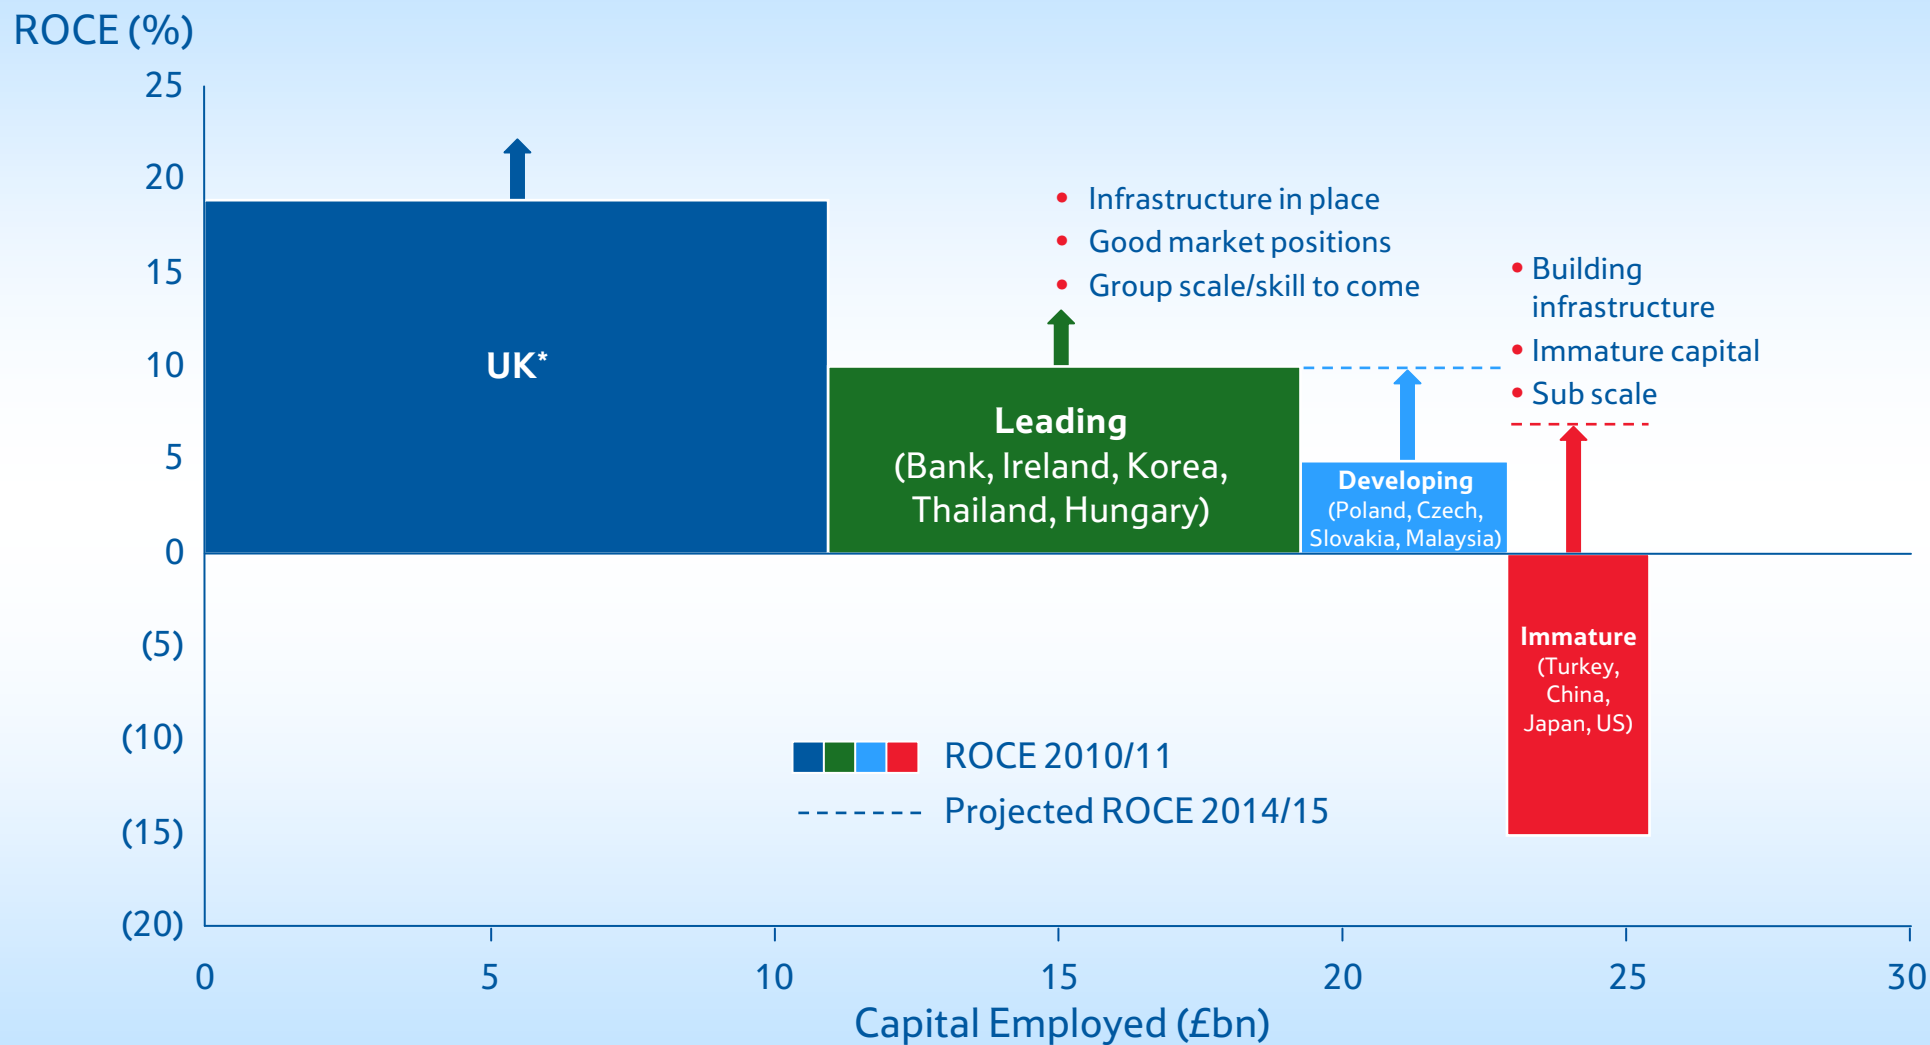 ROCE (%)
25
20
15
10
5
0
(5)
(10)
(15)
(20)
UK*
• Infrastructure in place
• Good market positions
• Group scale/skill to come
Leading
(Bank, Ireland, Korea,
Thailand, Hungary)
Developing
(Poland, Czech,
Slovakia, Malaysia)
• Building
infrastructure
• Immature capital
• Sub scale
Immature
(Turkey,
China,
Japan, US)
ROCE 2010/11
Projected ROCE 2014/15
0 5 10 15 20 25 30
Capital Employed (£bn)